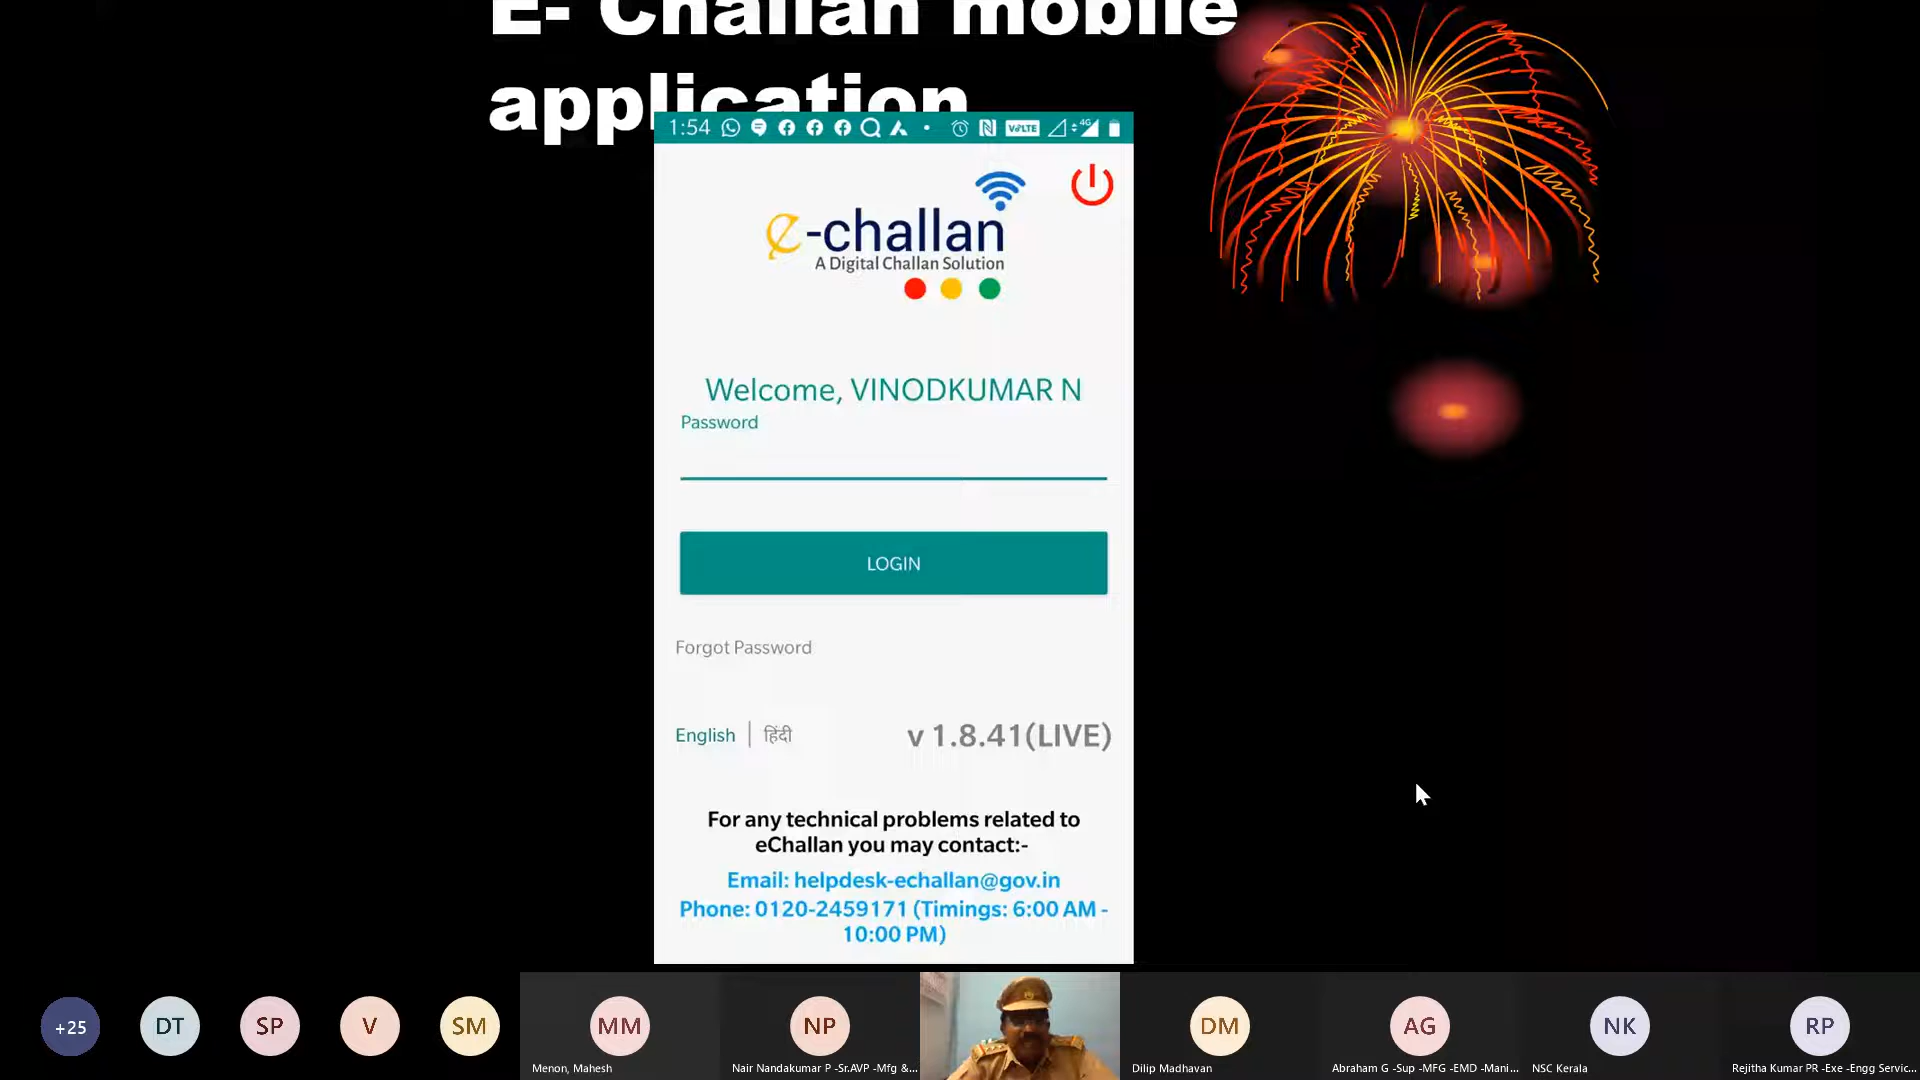 E- Challan mobile
application
1:54 VoLTE 4G
e-challan
A Digital Challan Solution
Welcome, VINODKUMAR N
Password
LOGIN
Forgot Password
English | हिंदी v 1.8.41(LIVE)
For any technical problems related to
eChallan you may contact:-
Email: helpdesk-echallan@gov.in
Phone: 0120-2459171 (Timings: 6:00 AM -
10:00 PM)
+25 DT SP V SM MM NP DM AG NK RP
Menon, Mahesh Nair Nandakumar P -Sr.AVP -Mfg &... Dilip Madhavan Abraham G -Sup -MFG -EMD -Mani... NSC Kerala Rejitha Kumar PR -Exe -Engg Servic...